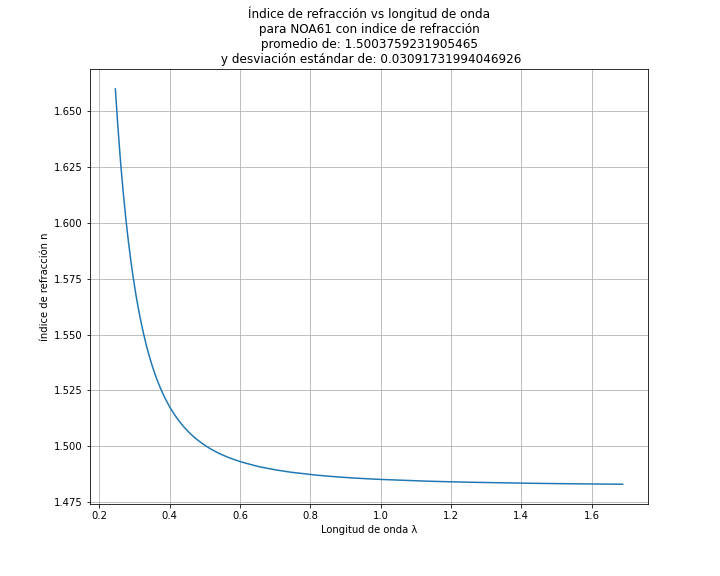 Índice de refracción vs longitud de onda
para NOA61 con indice de refracción
promedio de: 1.5003759231905465
y desviación estándar de: 0.03091731994046926
1.650
1.625
1.600
1.575
1.550
1.525
1.500
1.475
Índice de refracción n
0.2 0.4 0.6 0.8 1.0 1.2 1.4 1.6
Longitud de onda λ